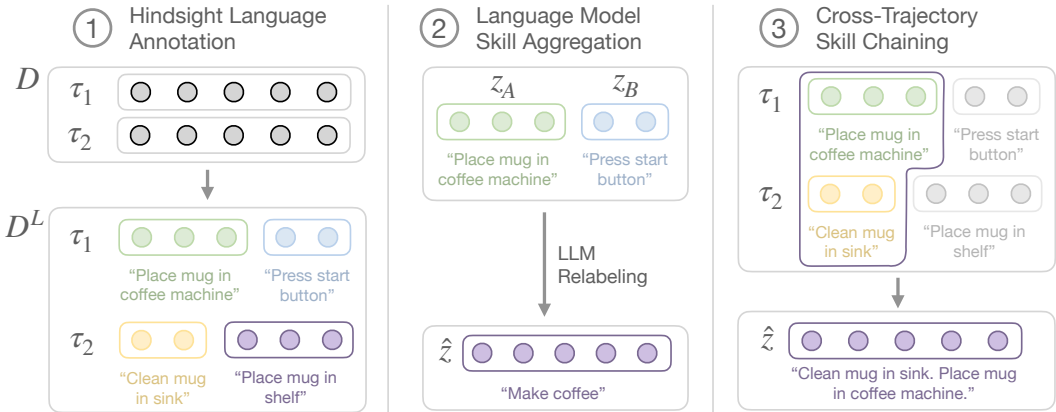 1 Hindsight Language
Annotation
D
τ1
τ2
D^L
τ1
“Place mug in
coffee machine”
“Press start
button”
τ2
“Clean mug
in sink”
“Place mug in
shelf”
2 Language Model
Skill Aggregation
z_A
z_B
“Place mug in
coffee machine”
“Press start
button”
LLM
Relabeling
ẑ
“Make coffee”
3 Cross-Trajectory
Skill Chaining
τ1
“Place mug in
coffee machine”
“Press start
button”
τ2
“Clean mug
in sink”
“Place mug in
shelf”
ẑ
“Clean mug in sink. Place mug
in coffee machine.”